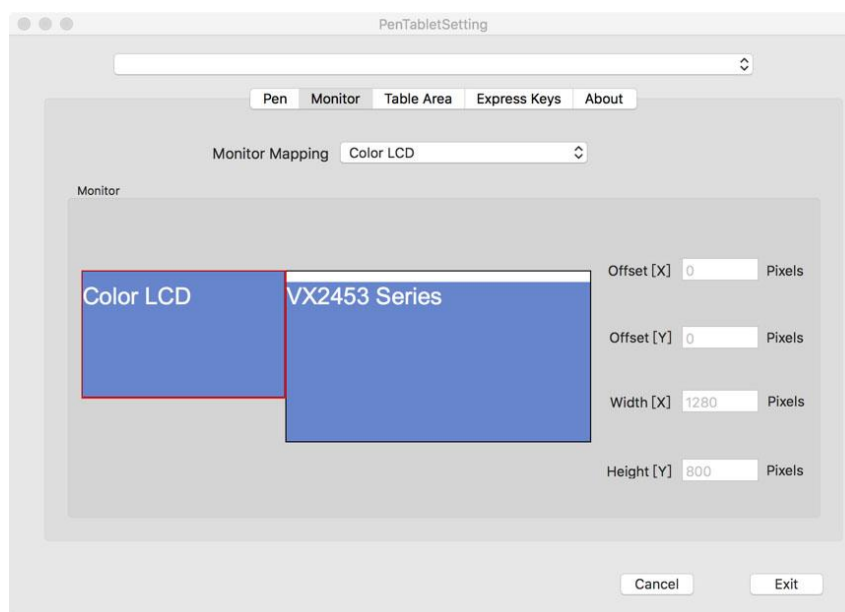 PenTabletSetting
Pen Monitor Table Area Express Keys About
Monitor Mapping Color LCD
Monitor
Color LCD VX2453 Series
Offset [X] 0 Pixels
Offset [Y] 0 Pixels
Width [X] 1280 Pixels
Height [Y] 800 Pixels
Cancel Exit